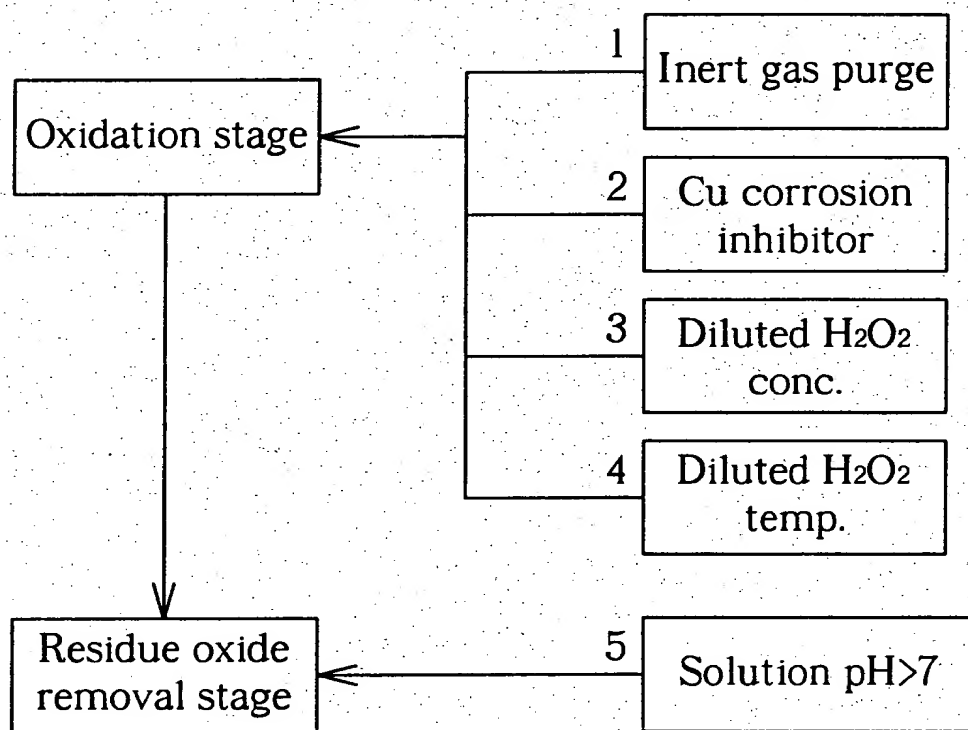 1
Inert gas purge
Oxidation stage
2
Cu corrosion
inhibitor
3
Diluted H2O2
conc.
4
Diluted H2O2
temp.
Residue oxide
removal stage
5
Solution pH>7